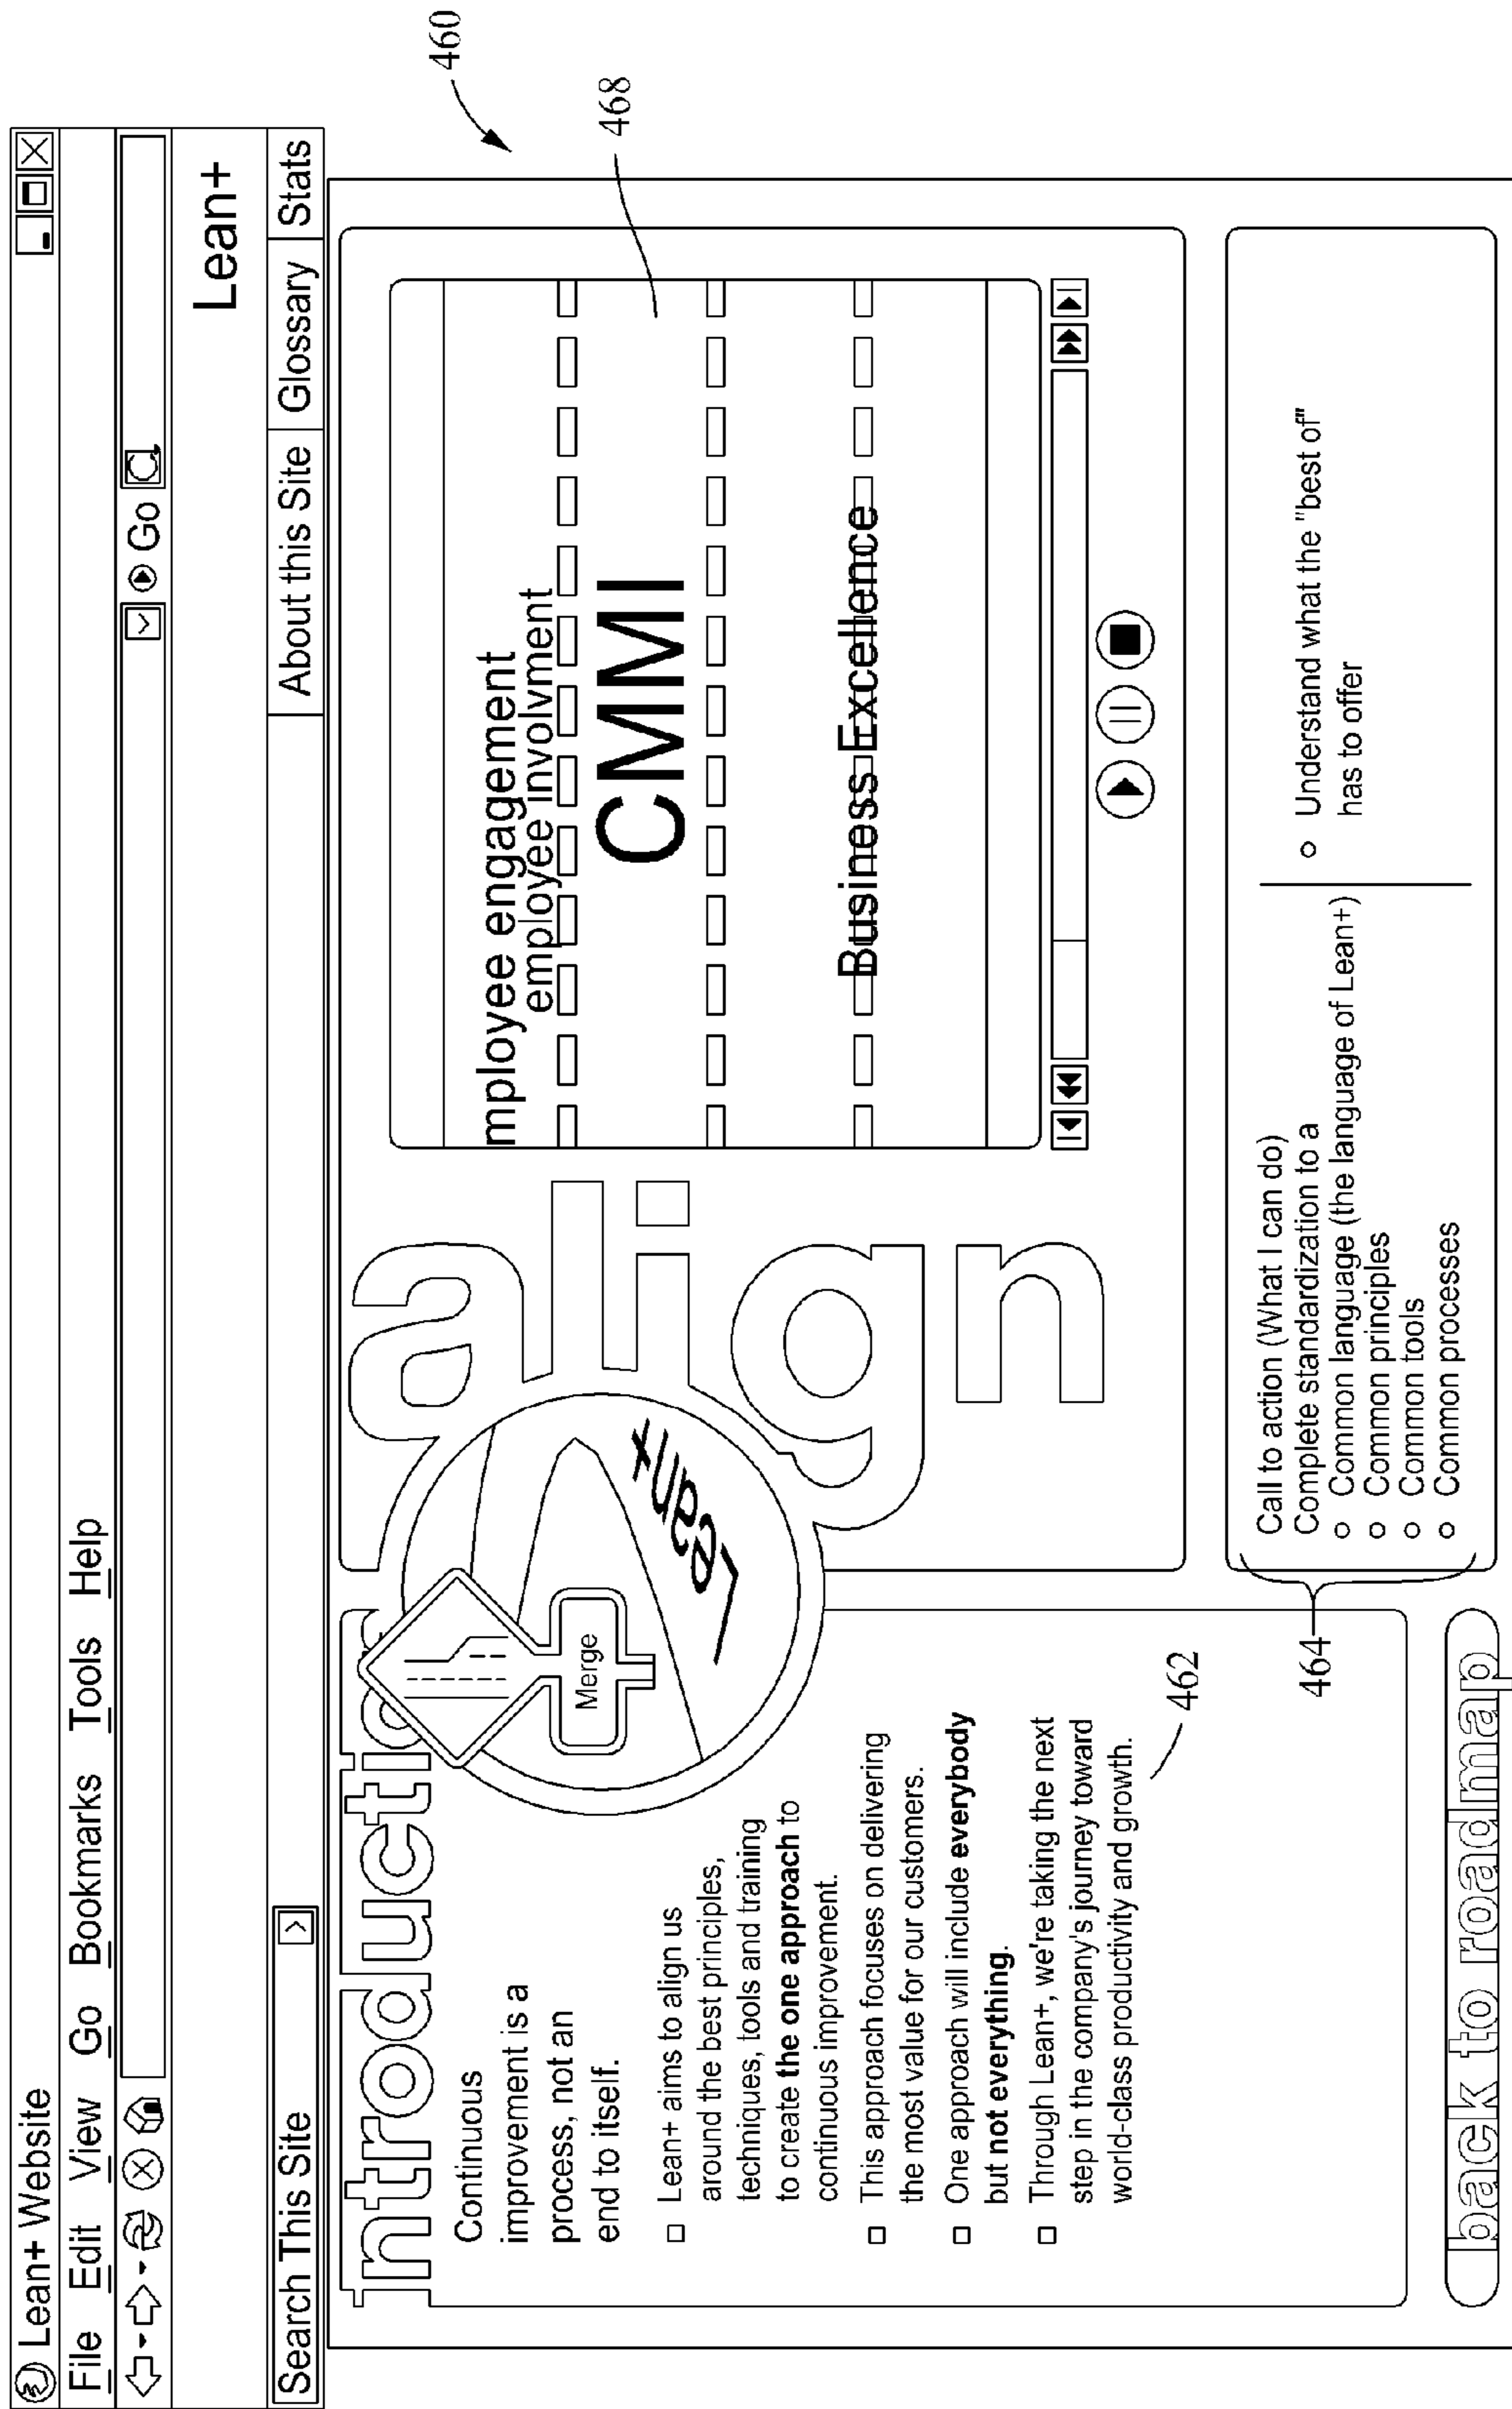 Lean+ Website
File Edit View Go Bookmarks Tools Help
Go
Lean+
Search This Site
About this Site
Glossary
Stats
introduction
Continuous
improvement is a
process, not an
end to itself.
Lean+ aims to align us
around the best principles,
techniques, tools and training
to create the one approach to
continuous improvement.
This approach focuses on delivering
the most value for our customers.
One approach will include everybody
but not everything.
Through Lean+, we're taking the next
step in the company's journey toward
world-class productivity and growth.
462
Merge
Lean+
align
mployee engagement
employee involvment
CMMI
Business Excellence
468
460
464
Call to action (What I can do)
Complete standardization to a
Common language (the language of Lean+)
Common principles
Common tools
Common processes
Understand what the "best of"
has to offer
back to roadmap